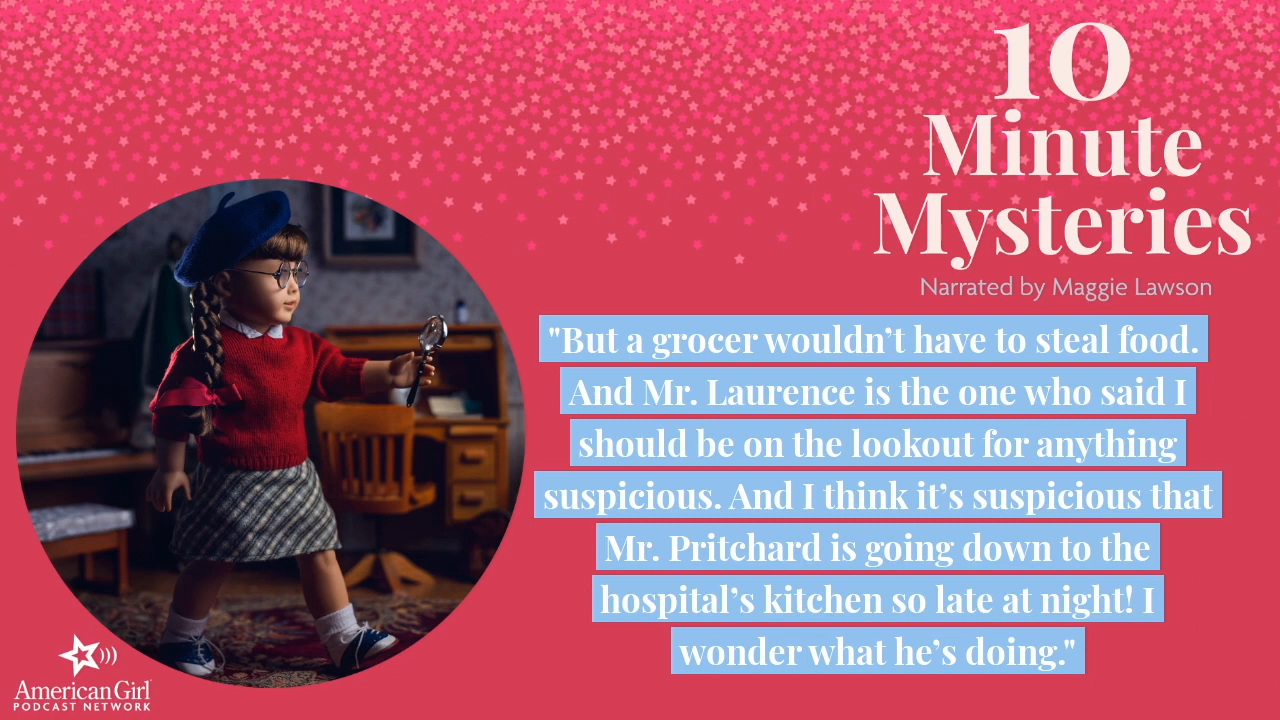 10
Minute
Mysteries
Narrated by Maggie Lawson
"But a grocer wouldn’t have to steal food.
And Mr. Laurence is the one who said I
should be on the lookout for anything
suspicious. And I think it’s suspicious that
Mr. Pritchard is going down to the
hospital’s kitchen so late at night! I
wonder what he’s doing."
American Girl
PODCAST NETWORK